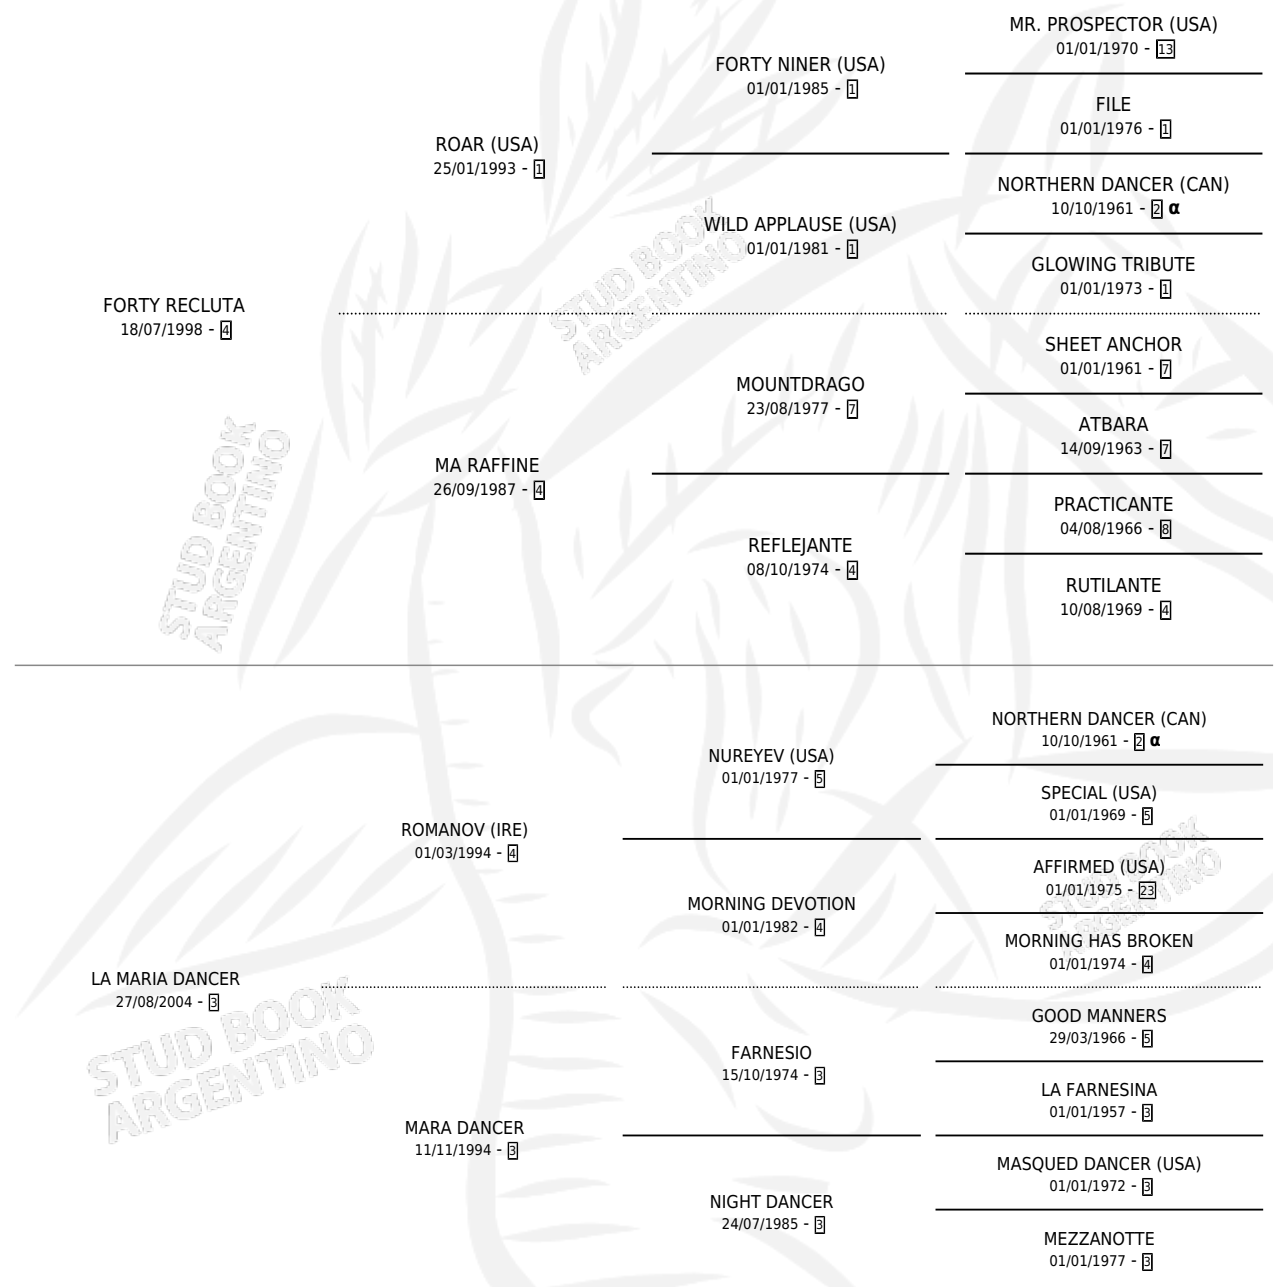 MR. PROSPECTOR (USA)
01/01/1970 - 13
FORTY NINER (USA)
01/01/1985 - 1
FILE
01/01/1976 - 1
ROAR (USA)
25/01/1993 - 1
NORTHERN DANCER (CAN)
10/10/1961 - 2 α
WILD APPLAUSE (USA)
01/01/1981 - 1
GLOWING TRIBUTE
01/01/1973 - 1
FORTY RECLUTA
18/07/1998 - 4
SHEET ANCHOR
01/01/1961 - 7
MOUNTDRAGO
23/08/1977 - 7
ATBARA
14/09/1963 - 7
MA RAFFINE
26/09/1987 - 4
PRACTICANTE
04/08/1966 - 8
REFLEJANTE
08/10/1974 - 4
RUTILANTE
10/08/1969 - 4
STUD BOOK
ARGENTINO
STUD BOOK
ARGENTINO
NORTHERN DANCER (CAN)
10/10/1961 - 2 α
NUREYEV (USA)
01/01/1977 - 5
SPECIAL (USA)
01/01/1969 - 5
ROMANOV (IRE)
01/03/1994 - 4
AFFIRMED (USA)
01/01/1975 - 23
MORNING DEVOTION
01/01/1982 - 4
MORNING HAS BROKEN
01/01/1974 - 4
LA MARIA DANCER
27/08/2004 - 3
GOOD MANNERS
29/03/1966 - 5
FARNESIO
15/10/1974 - 3
LA FARNESINA
01/01/1957 - 3
MARA DANCER
11/11/1994 - 3
MASQUED DANCER (USA)
01/01/1972 - 3
NIGHT DANCER
24/07/1985 - 3
MEZZANOTTE
01/01/1977 - 3
STUD BOOK
ARGENTINO
STUD BOOK
ARGENTINO